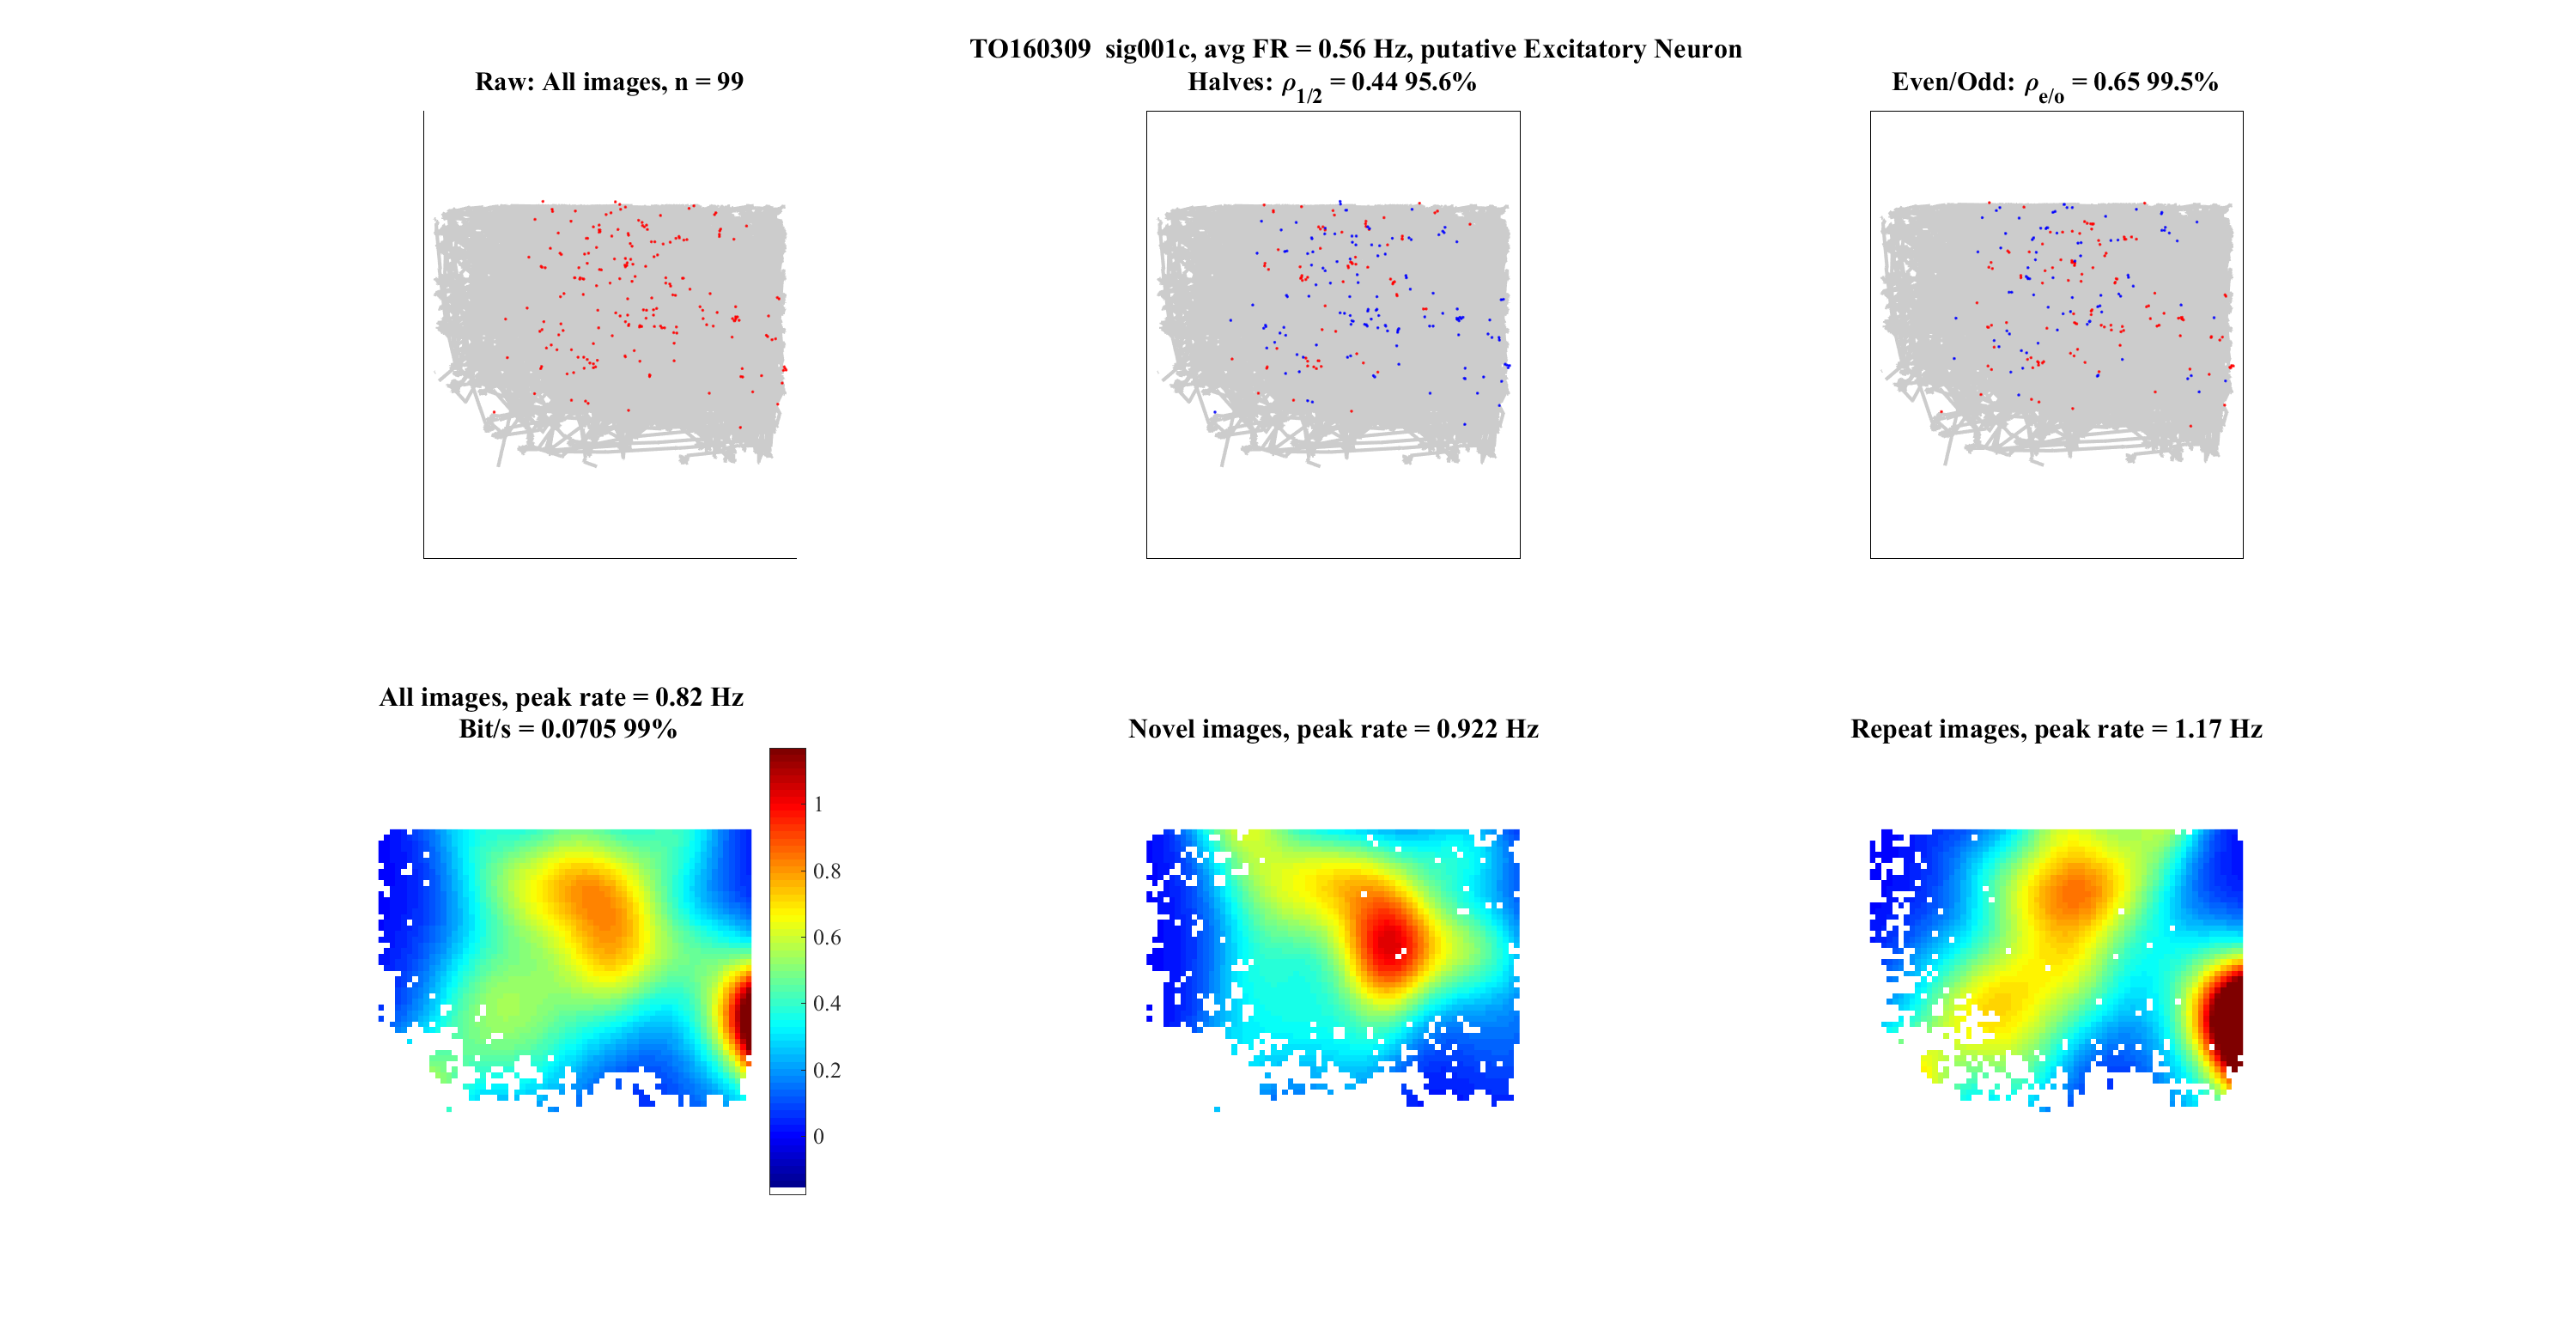 TO160309  sig001c, avg FR = 0.56 Hz, putative Excitatory Neuron
Raw: All images, n = 99
Halves: ρ1/2 = 0.44 95.6%
Even/Odd: ρe/o = 0.65 99.5%
All images, peak rate = 0.82 Hz
Bit/s = 0.0705 99%
1
0.8
0.6
0.4
0.2
0
Novel images, peak rate = 0.922 Hz
Repeat images, peak rate = 1.17 Hz